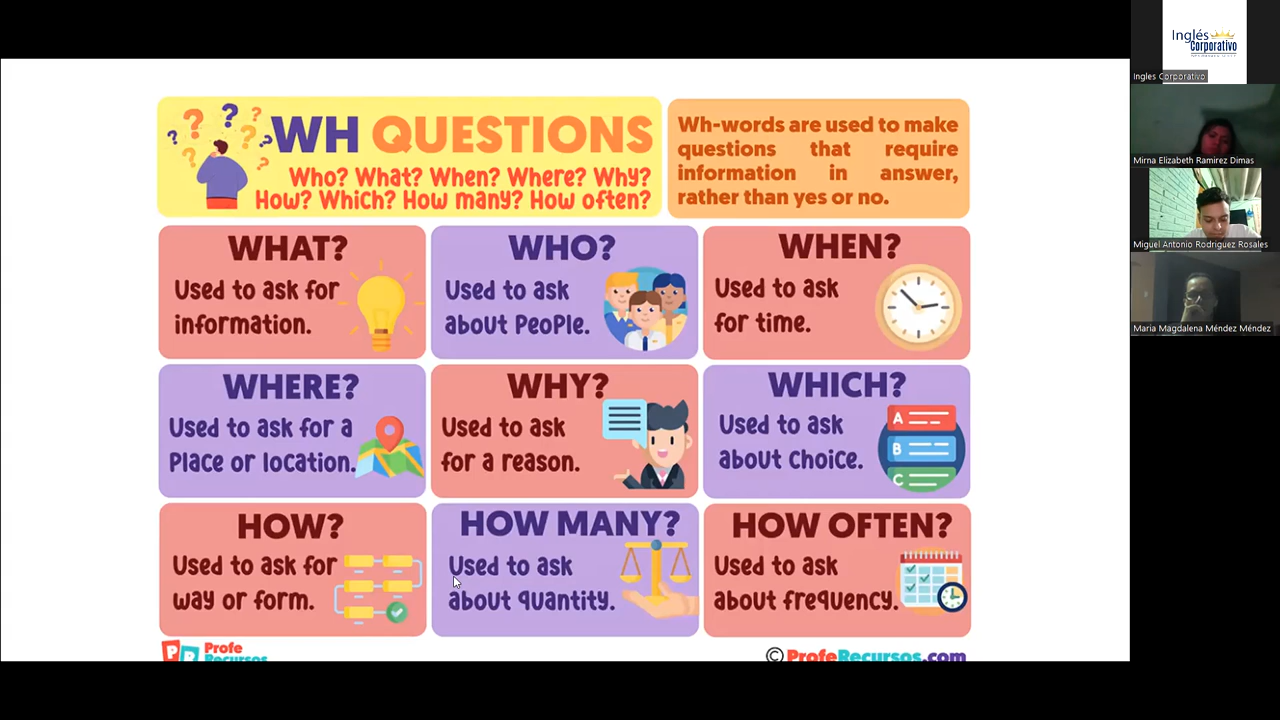 WH QUESTIONS
Who? What? When? Where? Why?
How? Which? How many? How often?
Wh-words are used to make
questions that require
information in answer,
rather than yes or no.
WHAT?
Used to ask for
information.
WHO?
Used to ask
about People.
WHEN?
Used to ask
for time.
WHERE?
Used to ask for a
Place or location.
WHY?
Used to ask
for a reason.
WHICH?
Used to ask
about choice.
A
B
C
HOW?
Used to ask for
way or form.
HOW MANY?
Used to ask
about quantity.
HOW OFTEN?
Used to ask
about frequency.
Profe
Recursos
© ProfeRecursos.com
Inglés
Corporativo
Ingles Corporativo
Mirna Elizabeth Ramirez Dimas
Miguel Antonio Rodriguez Rosales
Maria Magdalena Méndez Méndez